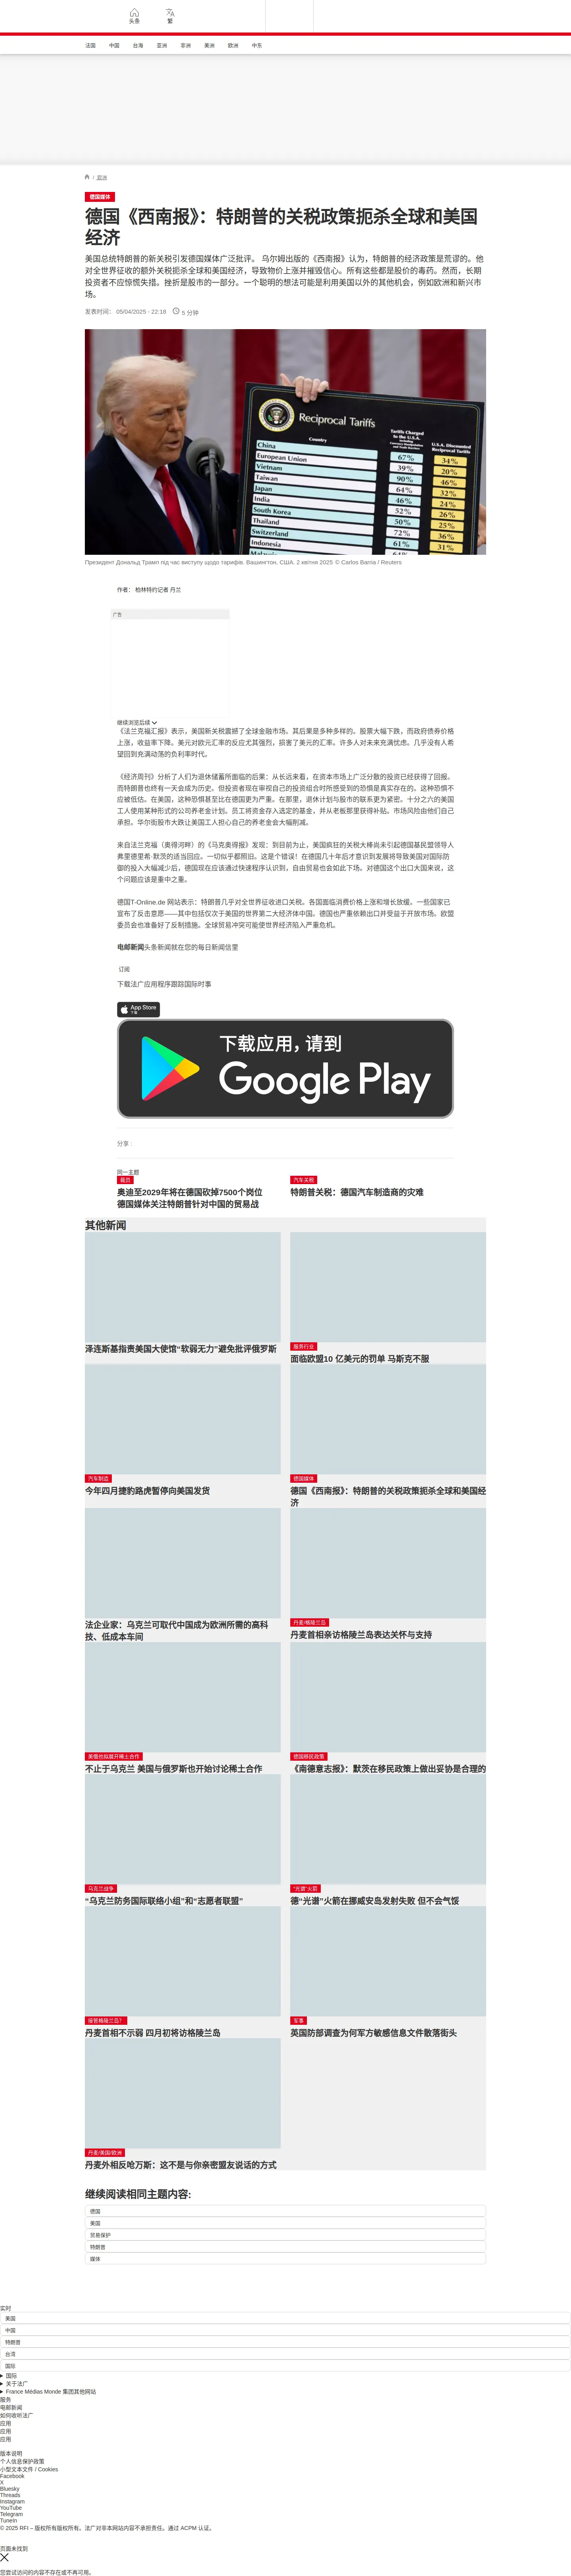 头条
繁
法国
中国
台海
亚洲
非洲
美洲
欧洲
中东
/ 欧洲
德国媒体
德国《西南报》：特朗普的关税政策扼杀全球和美国
经济
美国总统特朗普的新关税引发德国媒体广泛批评。 乌尔姆出版的《西南报》认为，特朗普的经济政策是荒谬的。他
对全世界征收的额外关税扼杀全球和美国经济，导致物价上涨并摧毁信心。所有这些都是股价的毒药。然而，长期
投资者不应惊慌失措。挫折是股市的一部分。一个聪明的想法可能是利用美国以外的其他机会，例如欧洲和新兴市
场。
发表时间： 05/04/2025 - 22:18
5 分钟
Reciprocal Tariffs
Country
Tariffs Charged
to the U.S.A.
U.S.A. Discounted
Reciprocal Tariffs
China 67% 34%
European Union 39% 20%
Vietnam 90% 46%
Taiwan 64% 32%
Japan 46% 24%
India 52% 26%
South Korea 50% 25%
Thailand 72% 36%
Switzerland 61% 31%
Indonesia 64%
Malaysia
Президент Дональд Трамп під час виступу щодо тарифів. Вашингтон, США. 2 квітня 2025 © Carlos Barria / Reuters
作者： 柏林特约记者 丹兰
广告
继续浏览后续
《法兰克福汇报》表示，美国新关税震撼了全球金融市场。其后果是多种多样的。股票大幅下跌，而政府债券价格
上涨，收益率下降。美元对欧元汇率的反应尤其强烈，损害了美元的汇率。许多人对未来充满忧虑。几乎没有人希
望回到充满动荡的负利率时代。
《经济周刊》分析了人们为退休储蓄所面临的后果：从长远来看，在资本市场上广泛分散的投资已经获得了回报。
而特朗普也终有一天会成为历史。但投资者现在审视自己的投资组合时所感受到的恐惧是真实存在的。这种恐惧不
应被低估。在美国，这种恐惧甚至比在德国更为严重。在那里，退休计划与股市的联系更为紧密。十分之六的美国
工人使用某种形式的公司养老金计划。员工将资金存入选定的基金，并从老板那里获得补贴。市场风险由他们自己
承担。华尔街股市大跌让美国工人担心自己的养老金会大幅削减。
来自法兰克福（奥得河畔）的《马克奥得报》发现：到目前为止，美国疯狂的关税大棒尚未引起德国基民盟领导人
弗里德里希·默茨的适当回应。一切似乎都照旧。这是个错误！在德国几十年后才意识到发展将导致美国对国际防
御的投入大幅减少后，德国现在应该通过快速程序认识到，自由贸易也会如此下场。对德国这个出口大国来说，这
个问题应该是重中之重。
德国T-Online.de 网站表示：特朗普几乎对全世界征收进口关税。各国面临消费价格上涨和增长放缓。一些国家已
宣布了反击意愿——其中包括仅次于美国的世界第二大经济体中国。德国也严重依赖出口并受益于开放市场。欧盟
委员会也准备好了反制措施。全球贸易冲突可能使世界经济陷入严重危机。
电邮新闻头条新闻就在您的每日新闻信里
订阅
下载法广应用程序跟踪国际时事
App Store
下载
下载应用，请到
Google Play
分享 :
同一主题
裁员
奥迪至2029年将在德国砍掉7500个岗位
汽车关税
特朗普关税：德国汽车制造商的灾难
德国媒体关注特朗普针对中国的贸易战
其他新闻
泽连斯基指责美国大使馆“软弱无力”避免批评俄罗斯
服务行业
面临欧盟10 亿美元的罚单 马斯克不服
汽车制造
今年四月捷豹路虎暂停向美国发货
德国媒体
德国《西南报》：特朗普的关税政策扼杀全球和美国经
济
法企业家：乌克兰可取代中国成为欧洲所需的高科
技、低成本车间
丹麦/格陵兰岛
丹麦首相亲访格陵兰岛表达关怀与支持
美俄也拟展开稀土合作
不止于乌克兰 美国与俄罗斯也开始讨论稀土合作
德国移民政策
《南德意志报》：默茨在移民政策上做出妥协是合理的
乌克兰战争
“乌克兰防务国际联络小组”和“志愿者联盟”
“光谱”火箭
德“光谱”火箭在挪威安岛发射失败 但不会气馁
接管格陵兰岛？
丹麦首相不示弱 四月初将访格陵兰岛
军事
英国防部调查为何军方敏感信息文件散落街头
丹麦/美国/欧洲
丹麦外相反呛万斯：这不是与你亲密盟友说话的方式
继续阅读相同主题内容:
德国
美国
贸易保护
特朗普
媒体
实时
美国
中国
特朗普
台湾
国际
国际
关于法广
France Médias Monde 集团其他网站
服务
电邮新闻
如何收听法广
应用
应用
应用
版本说明
个人信息保护政策
小型文本文件 / Cookies
Facebook
X
Bluesky
Threads
Instagram
YouTube
Telegram
TuneIn
© 2025 RFI – 版权所有版权所有。法广对非本网站内容不承担责任。通过 ACPM 认证。
页面未找到
您尝试访问的内容不存在或不再可用。